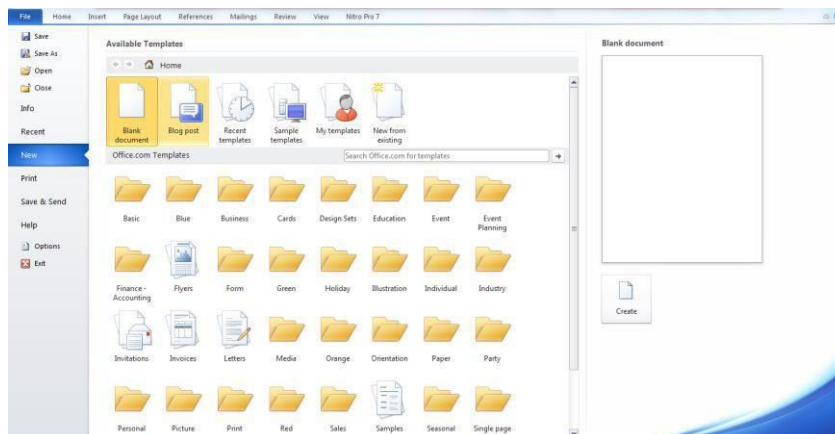 File Home Insert Page Layout References Mailings Review View Nitro Pro 7
Save
Save As
Open
Close
Info
Recent
New
Print
Save & Send
Help
Options
Exit
Available Templates
Home
Blank document
Blog post
Recent templates
Sample templates
My templates
New from existing
Office.com Templates
Search Office.com for templates
Basic Blue Business Cards Design Sets Education Event Event Planning
Finance - Accounting Flyers Form Green Holiday Illustration Individual Industry
Invitations Invoices Letters Media Orange Orientation Paper Party
Personal Picture Print Red Sales Samples Seasonal Single page
Blank document
Create